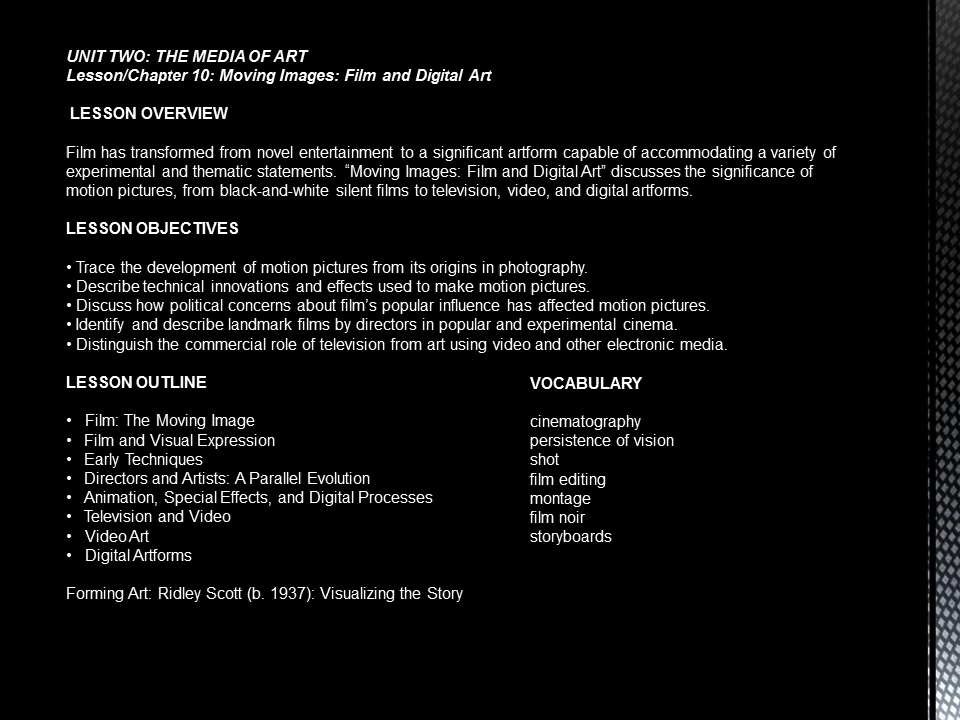 UNIT TWO: THE MEDIA OF ART
Lesson/Chapter 10: Moving Images: Film and Digital Art
LESSON OVERVIEW
Film has transformed from novel entertainment to a significant artform capable of accommodating a variety of
experimental and thematic statements. “Moving Images: Film and Digital Art” discusses the significance of
motion pictures, from black-and-white silent films to television, video, and digital artforms.
LESSON OBJECTIVES
• Trace the development of motion pictures from its origins in photography.
• Describe technical innovations and effects used to make motion pictures.
• Discuss how political concerns about film’s popular influence has affected motion pictures.
• Identify and describe landmark films by directors in popular and experimental cinema.
• Distinguish the commercial role of television from art using video and other electronic media.
LESSON OUTLINE
• Film: The Moving Image
• Film and Visual Expression
• Early Techniques
• Directors and Artists: A Parallel Evolution
• Animation, Special Effects, and Digital Processes
• Television and Video
• Video Art
• Digital Artforms
Forming Art: Ridley Scott (b. 1937): Visualizing the Story
VOCABULARY
cinematography
persistence of vision
shot
film editing
montage
film noir
storyboards